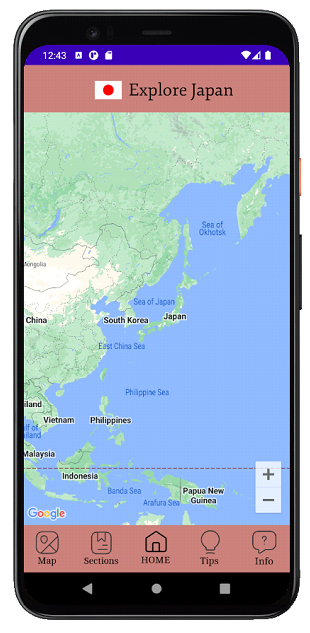 12:43
Explore Japan
Sea of
Okhotsk
Mongolia
Sea of Japan
China
South Korea
Japan
East China Sea
Philippine Sea
iland
Vietnam
Philippines
ulf of
ailand
Malaysia
Indonesia
Banda Sea
Papua New
Guinea
Arafura Sea
+
−
Google
Map
Sections
HOME
Tips
Info